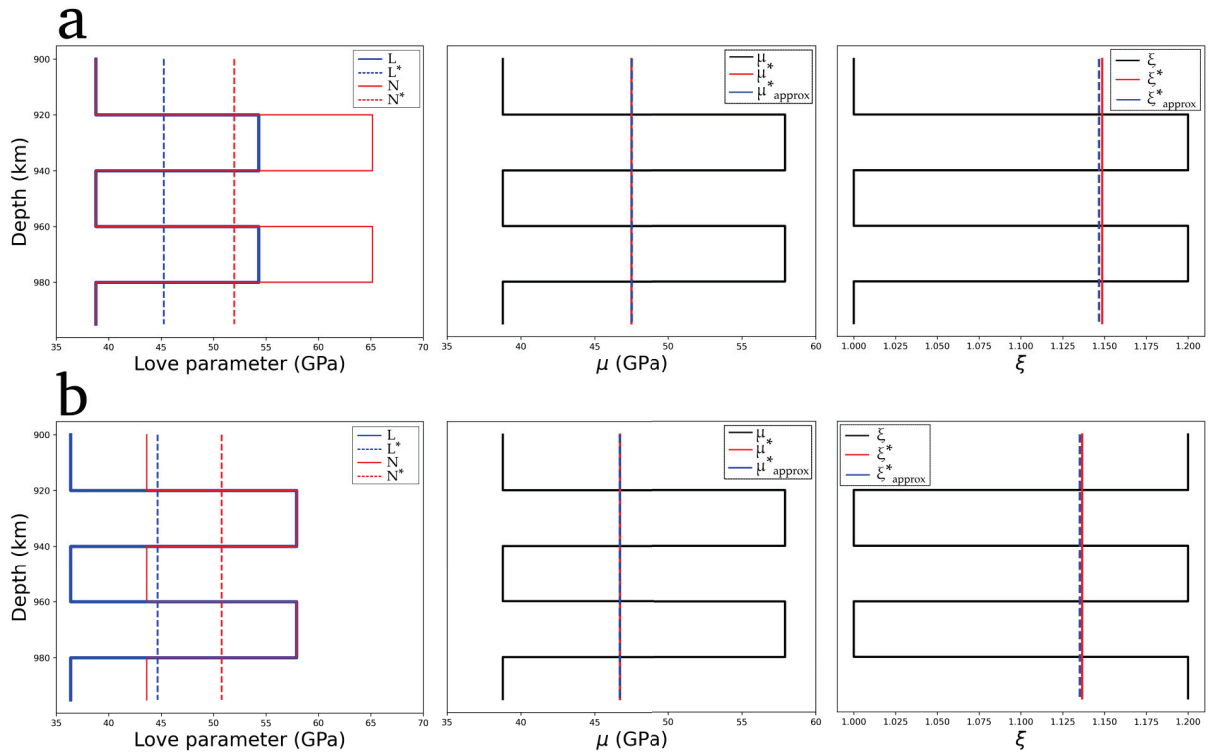 a
L
L*
N
N*
μ
μ*
μ*approx
ξ
ξ*
ξ*approx
900
920
940
960
980
Depth (km)
35 40 45 50 55 60 65 70
Love parameter (GPa)
35 40 45 50 55 60
μ (GPa)
1.000 1.025 1.050 1.075 1.100 1.125 1.150 1.175 1.200
ξ
b
L
L*
N
N*
μ
μ*
μ*approx
ξ
ξ*
ξ*approx
900
920
940
960
980
Depth (km)
35 40 45 50 55 60 65 70
Love parameter (GPa)
35 40 45 50 55 60
μ (GPa)
1.000 1.025 1.050 1.075 1.100 1.125 1.150 1.175 1.200
ξ